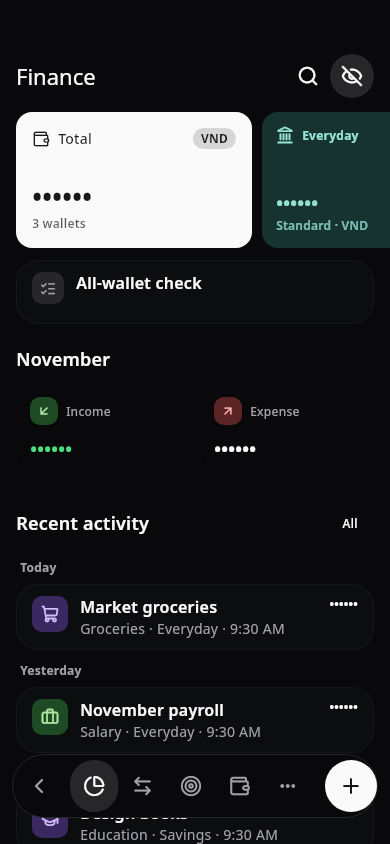 Finance
Total
VND
Everyday
••••••
••••••
3 wallets
Standard · VND
All-wallet check
November
Income
Expense
••••••
••••••
Recent activity
All
Today
Market groceries
••••••
Groceries · Everyday · 9:30 AM
Yesterday
November payroll
••••••
Salary · Everyday · 9:30 AM
Education · Savings · 9:30 AM